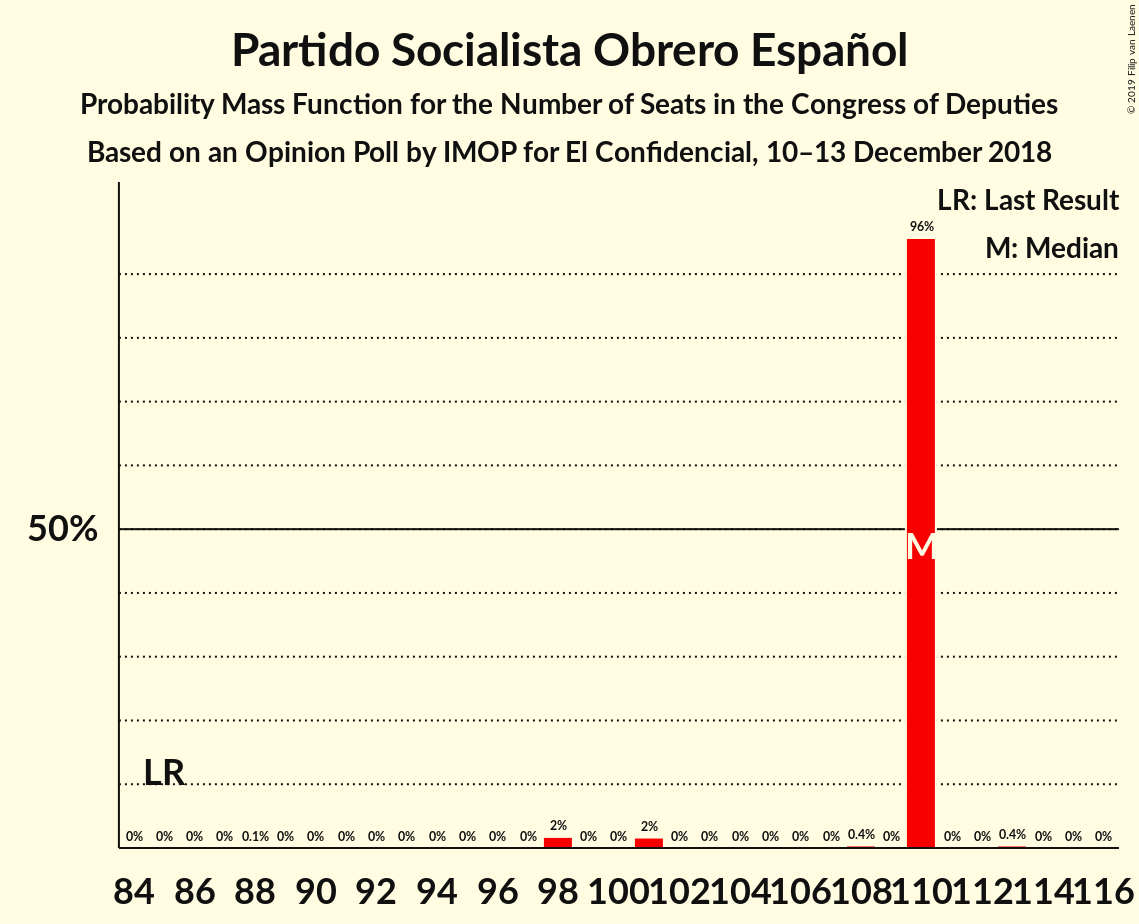 Partido Socialista Obrero Español
Probability Mass Function for the Number of Seats in the Congress of Deputies
Based on an Opinion Poll by IMOP for El Confidencial, 10–13 December 2018
© 2019 Filip van Laenen
LR: Last Result
M: Median
96%
50%
M
LR
0% 0% 0% 0% 0.1% 0% 0% 0% 0% 0% 0% 0% 0% 0% 2% 0% 0% 2% 0% 0% 0% 0% 0% 0% 0.4% 0% 0% 0% 0.4% 0% 0% 0%
84 86 88 90 92 94 96 98 100 102 104 106 108 110 112 114 116